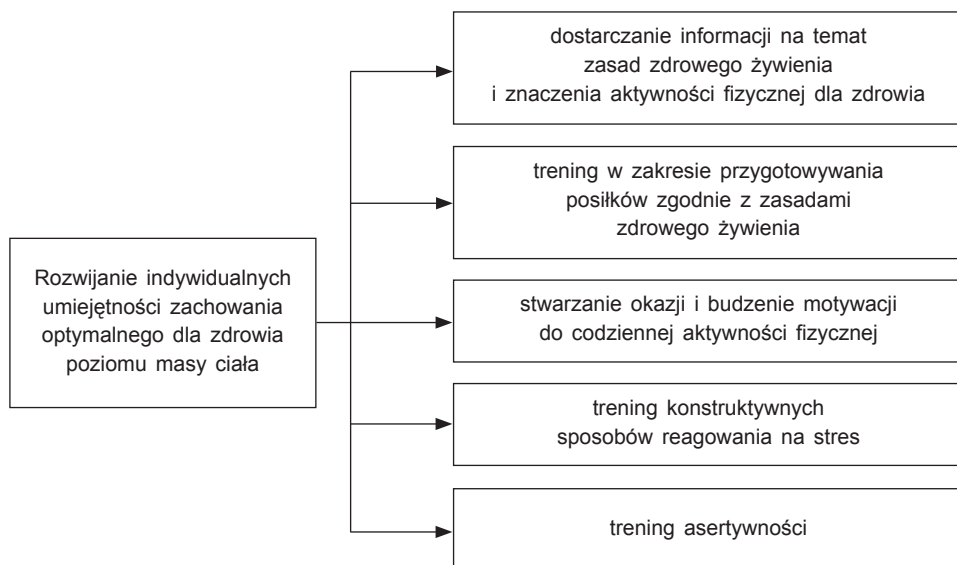 Rozwijanie indywidualnych
umiejętności zachowania
optymalnego dla zdrowia
poziomu masy ciała
dostarczanie informacji na temat
zasad zdrowego żywienia
i znaczenia aktywności fizycznej dla zdrowia
trening w zakresie przygotowywania
posiłków zgodnie z zasadami
zdrowego żywienia
stwarzanie okazji i budzenie motywacji
do codziennej aktywności fizycznej
trening konstruktywnych
sposobów reagowania na stres
trening asertywności